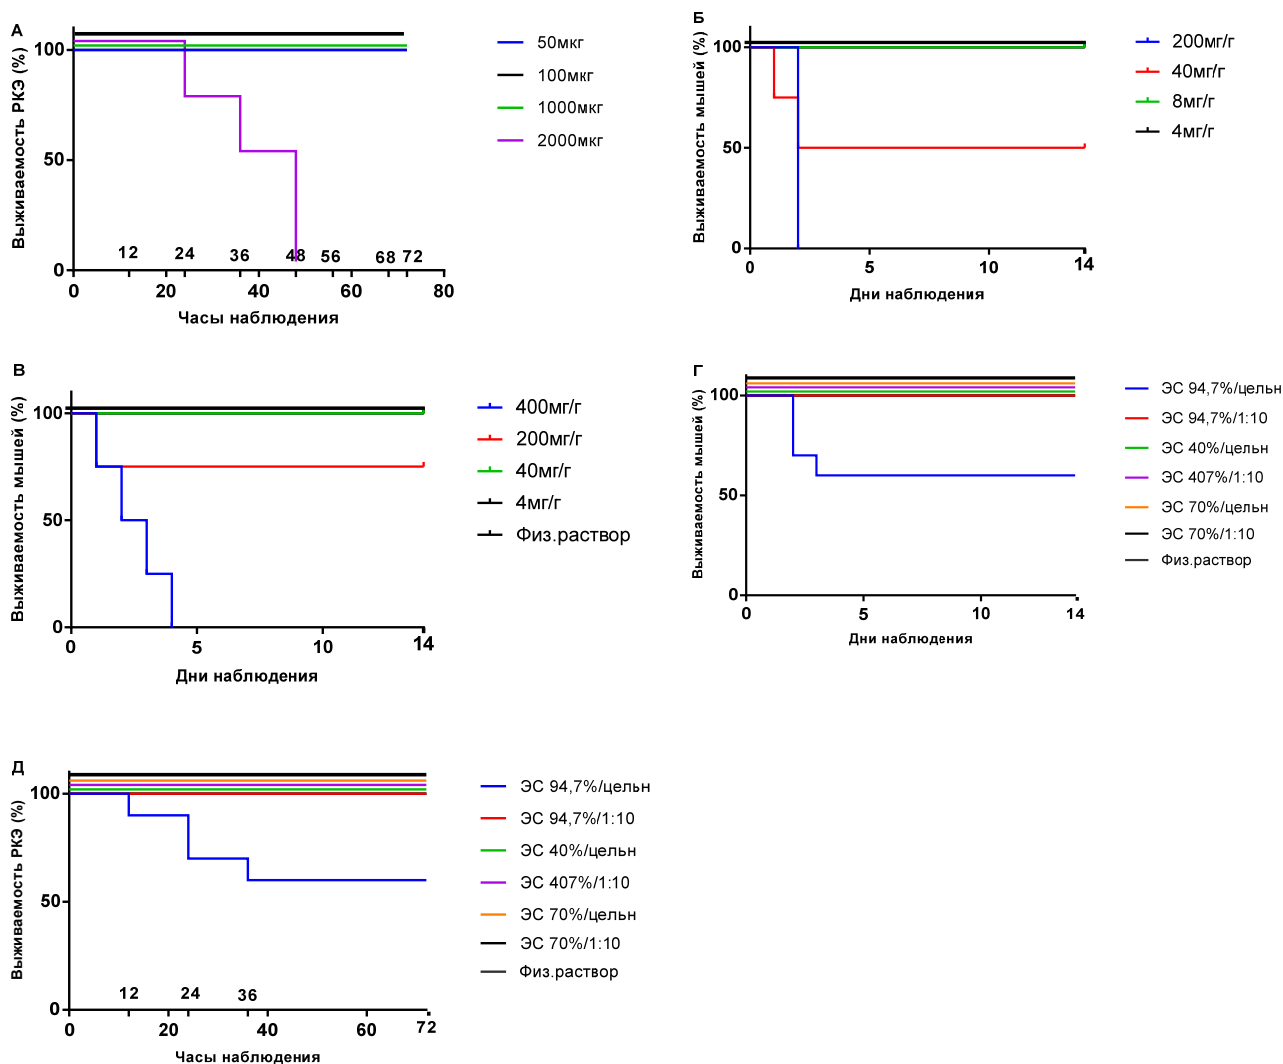 А
Выживаемость РКЭ (%)
100
50
0
12
24
36
48
56
68
72
0
20
40
60
80
Часы наблюдения
50мкг
100мкг
1000мкг
2000мкг
Б
Выживаемость мышей (%)
100
50
0
0
5
10
14
Дни наблюдения
200мг/г
40мг/г
8мг/г
4мг/г
В
Выживаемость мышей (%)
100
50
0
0
5
10
14
Дни наблюдения
400мг/г
200мг/г
40мг/г
4мг/г
Физ.раствор
Г
Выживаемость мышей (%)
100
50
0
0
5
10
14
Дни наблюдения
ЭС 94,7%/цельн
ЭС 94,7%/1:10
ЭС 40%/цельн
ЭС 407%/1:10
ЭС 70%/цельн
ЭС 70%/1:10
Физ.раствор
Д
Выживаемость РКЭ (%)
100
50
0
12
24
36
0
20
40
60
72
Часы наблюдения
ЭС 94,7%/цельн
ЭС 94,7%/1:10
ЭС 40%/цельн
ЭС 407%/1:10
ЭС 70%/цельн
ЭС 70%/1:10
Физ.раствор